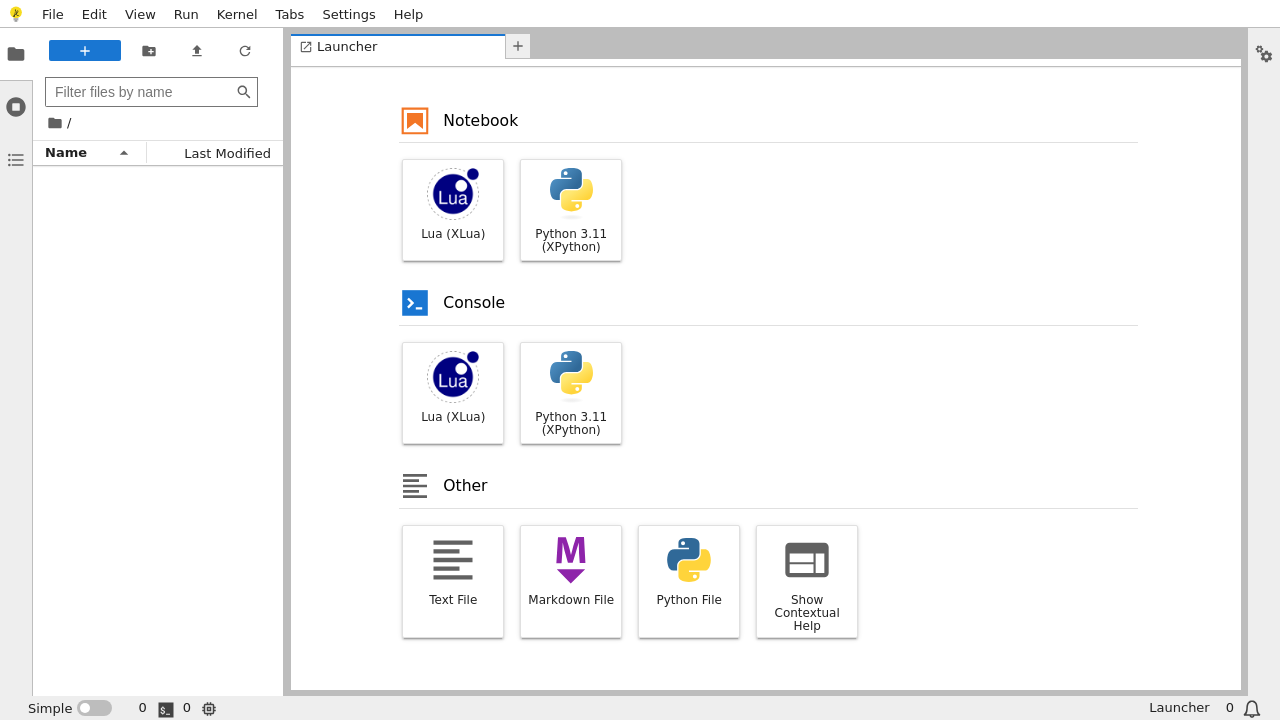 File Edit View Run Kernel Tabs Settings Help
Launcher
Filter files by name
/
Name Last Modified
Notebook
Lua
Lua (XLua)
Python 3.11
(XPython)
Console
Lua
Lua (XLua)
Python 3.11
(XPython)
Other
Text File
M
Markdown File
Python File
Show
Contextual
Help
Simple 0 $_ 0 Launcher 0